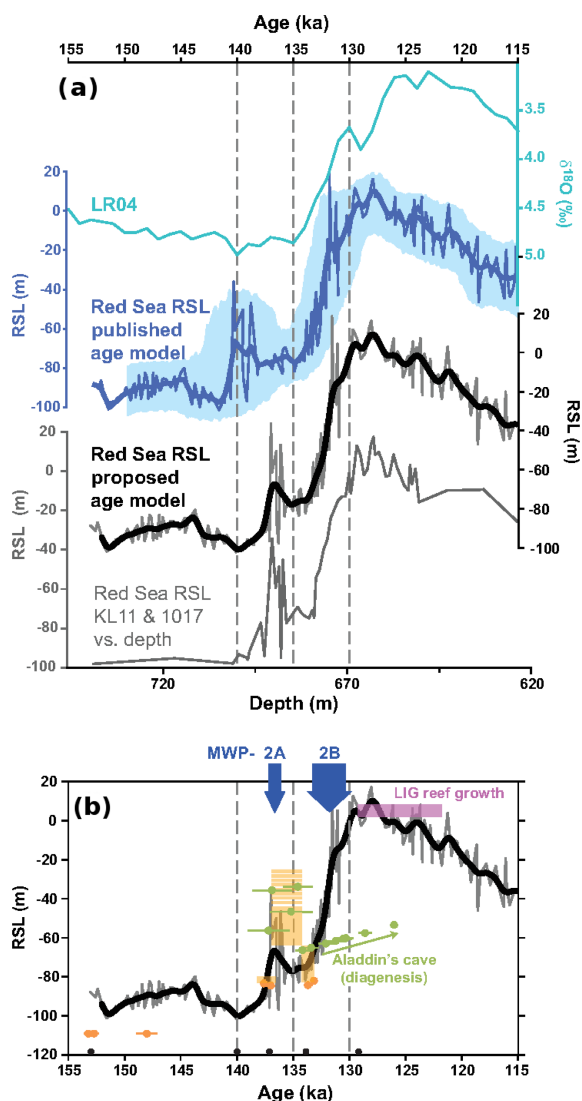 Age (ka)
155 150 145 140 135 130 125 120 115
(a)
3.5
4.0
4.5
5.0
δ18O (‰)
LR04
20
0
-20
-40
-60
-80
-100
RSL (m)
Red Sea RSL
published
age model
20
0
-20
-40
-60
-80
-100
RSL (m)
Red Sea RSL
proposed
age model
20
0
-20
-40
-60
-80
-100
RSL (m)
Red Sea RSL
KL11 & 1017
vs. depth
720 670 620
Depth (m)
MWP- 2A 2B
(b)
LIG reef growth
20
0
-20
-40
-60
-80
-100
-120
RSL (m)
Aladdin's cave
(diagenesis)
155 150 145 140 135 130 125 120 115
Age (ka)